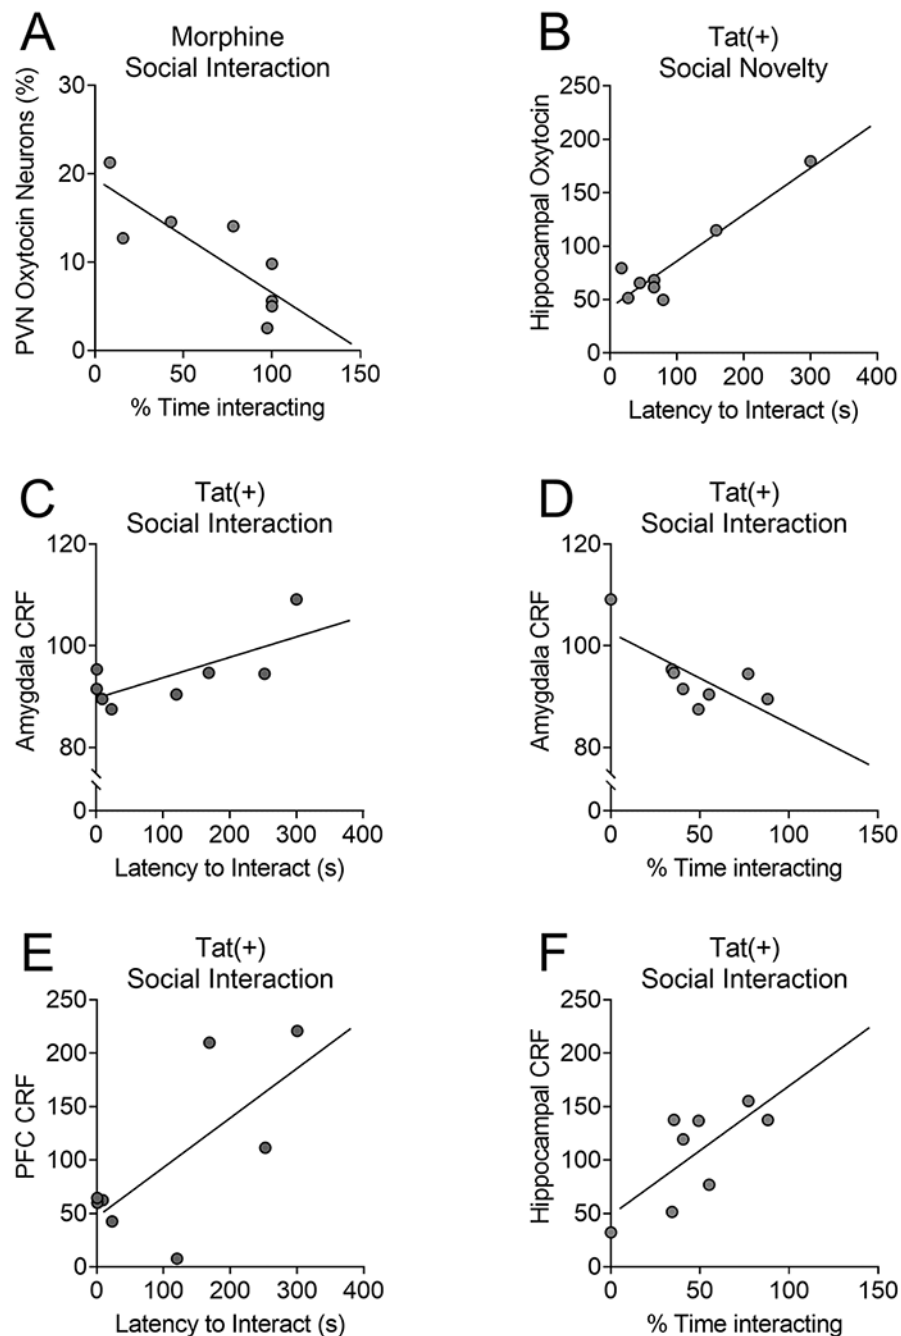 A
Morphine
Social Interaction
PVN Oxytocin Neurons (%)
30
20
10
0
0 50 100 150
% Time interacting
B
Tat(+)
Social Novelty
Hippocampal Oxytocin
250
200
150
100
50
0
0 100 200 300 400
Latency to Interact (s)
C
Tat(+)
Social Interaction
Amygdala CRF
120
100
80
0
0 100 200 300 400
Latency to Interact (s)
D
Tat(+)
Social Interaction
Amygdala CRF
120
100
80
0
0 50 100 150
% Time interacting
E
Tat(+)
Social Interaction
PFC CRF
250
200
150
100
50
0
0 100 200 300 400
Latency to Interact (s)
F
Tat(+)
Social Interaction
Hippocampal CRF
250
200
150
100
50
0
0 50 100 150
% Time interacting